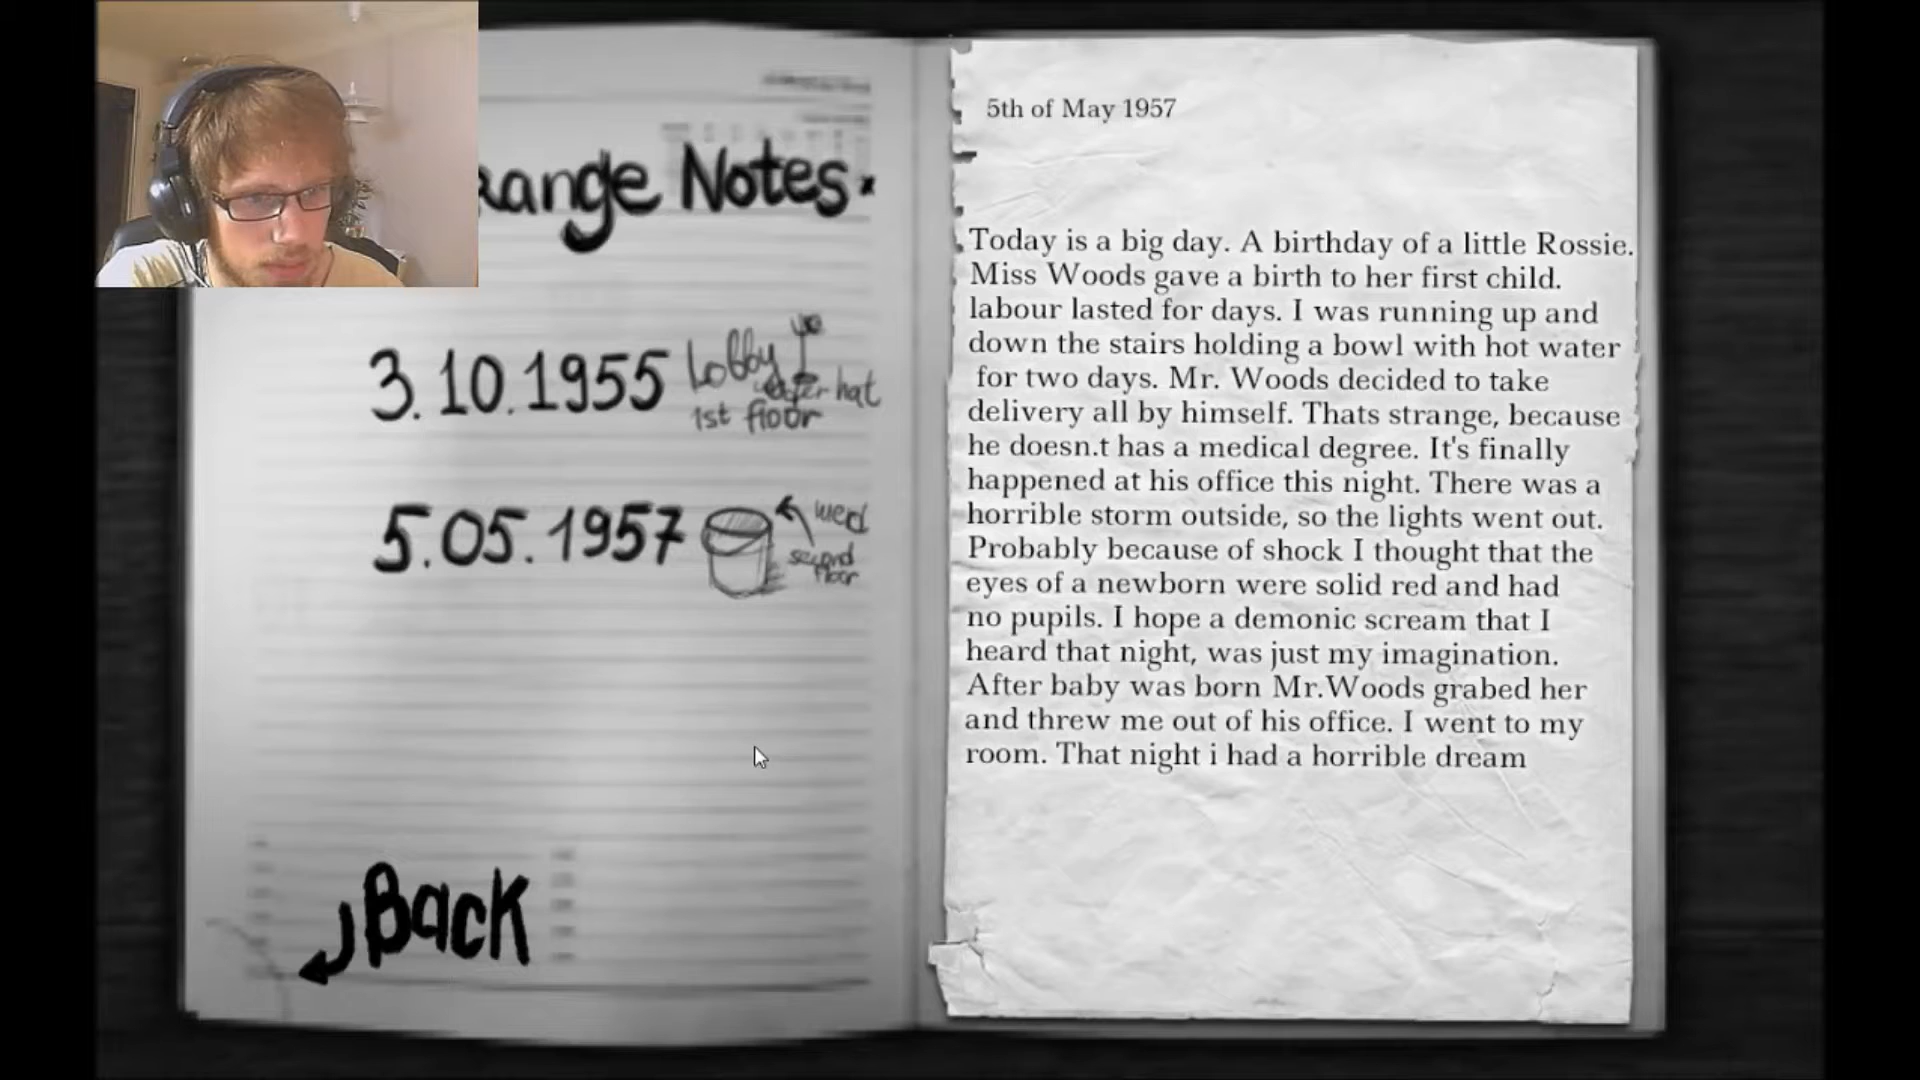 range Notes
3.10.1955 Lobby
hat
1st floor
5.05.1957 wed
second
floor
Back
5th of May 1957
Today is a big day. A birthday of a little Rossie.
Miss Woods gave a birth to her first child.
labour lasted for days. I was running up and
down the stairs holding a bowl with hot water
for two days. Mr. Woods decided to take
delivery all by himself. Thats strange, because
he doesn.t has a medical degree. It's finally
happened at his office this night. There was a
horrible storm outside, so the lights went out.
Probably because of shock I thought that the
eyes of a newborn were solid red and had
no pupils. I hope a demonic scream that I
heard that night, was just my imagination.
After baby was born Mr.Woods grabed her
and threw me out of his office. I went to my
room. That night i had a horrible dream